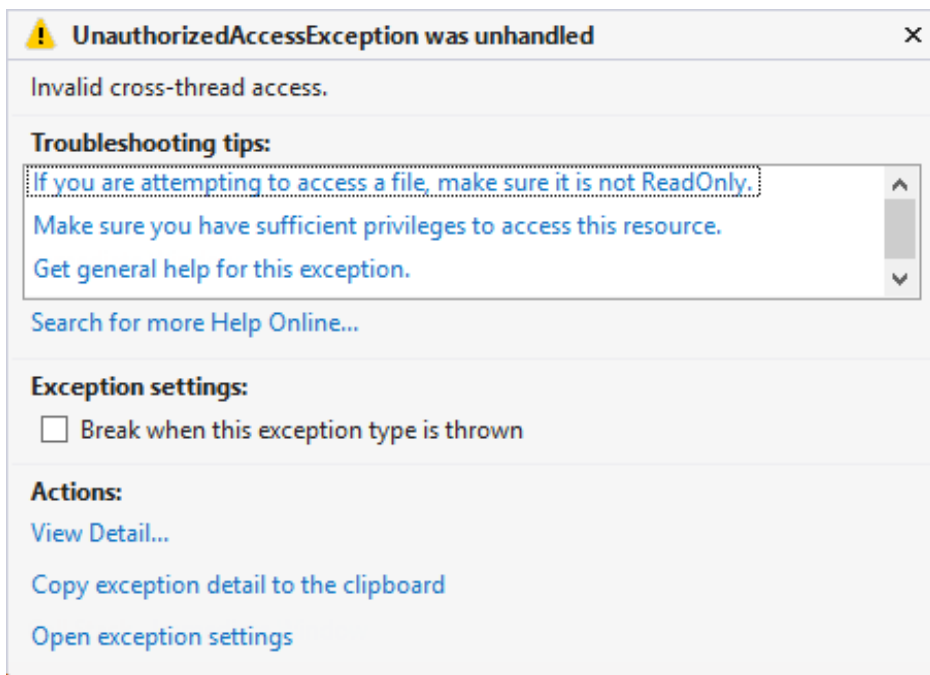 UnauthorizedAccessException was unhandled
Invalid cross-thread access.
Troubleshooting tips:
If you are attempting to access a file, make sure it is not ReadOnly.
Make sure you have sufficient privileges to access this resource.
Get general help for this exception.
Search for more Help Online...
Exception settings:
Break when this exception type is thrown
Actions:
View Detail...
Copy exception detail to the clipboard
Open exception settings